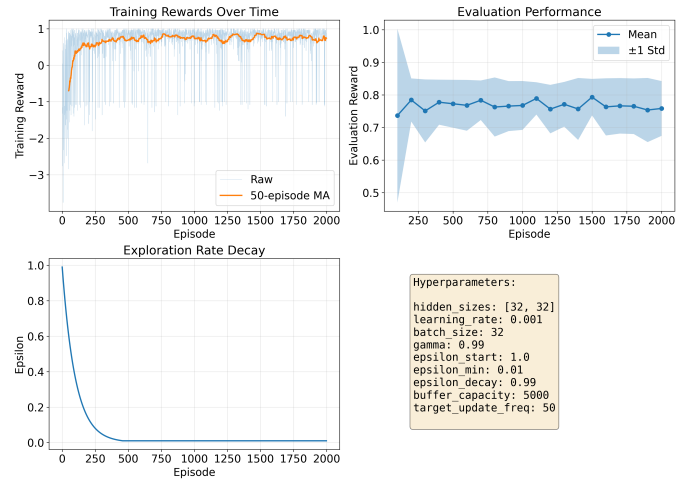 Training Rewards Over Time
Training Reward
1
0
−1
−2
−3
Raw
50-episode MA
0 250 500 750 1000 1250 1500 1750 2000
Episode
Evaluation Performance
Evaluation Reward
1.0
0.9
0.8
0.7
0.6
0.5
Mean
±1 Std
250 500 750 1000 1250 1500 1750 2000
Episode
Exploration Rate Decay
Epsilon
1.0
0.8
0.6
0.4
0.2
0.0
0 250 500 750 1000 1250 1500 1750 2000
Episode
Hyperparameters:
hidden_sizes: [32, 32]
learning_rate: 0.001
batch_size: 32
gamma: 0.99
epsilon_start: 1.0
epsilon_min: 0.01
epsilon_decay: 0.99
buffer_capacity: 5000
target_update_freq: 50